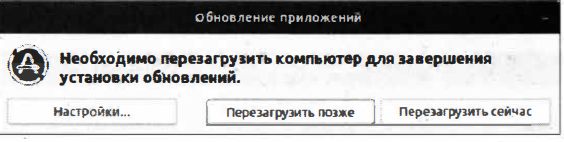 Обновление приложений
Необходимо перезагрузить компьютер для завершения
установки обновлений.
Настройки...
Перезагрузить позже
Перезагрузить сейчас